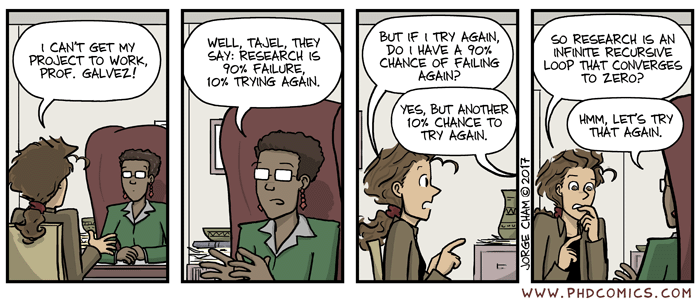 I CAN'T GET MY
PROJECT TO WORK,
PROF. GALVEZ!
WELL, TAJEL, THEY
SAY: RESEARCH IS
90% FAILURE,
10% TRYING AGAIN.
BUT IF I TRY AGAIN,
DO I HAVE A 90%
CHANCE OF FAILING
AGAIN?
YES, BUT ANOTHER
10% CHANCE TO
TRY AGAIN.
JORGE CHAM © 2017
SO RESEARCH IS AN
INFINITE RECURSIVE
LOOP THAT CONVERGES
TO ZERO?
HMM, LET'S TRY
THAT AGAIN.
WWW.PHDCOMICS.COM